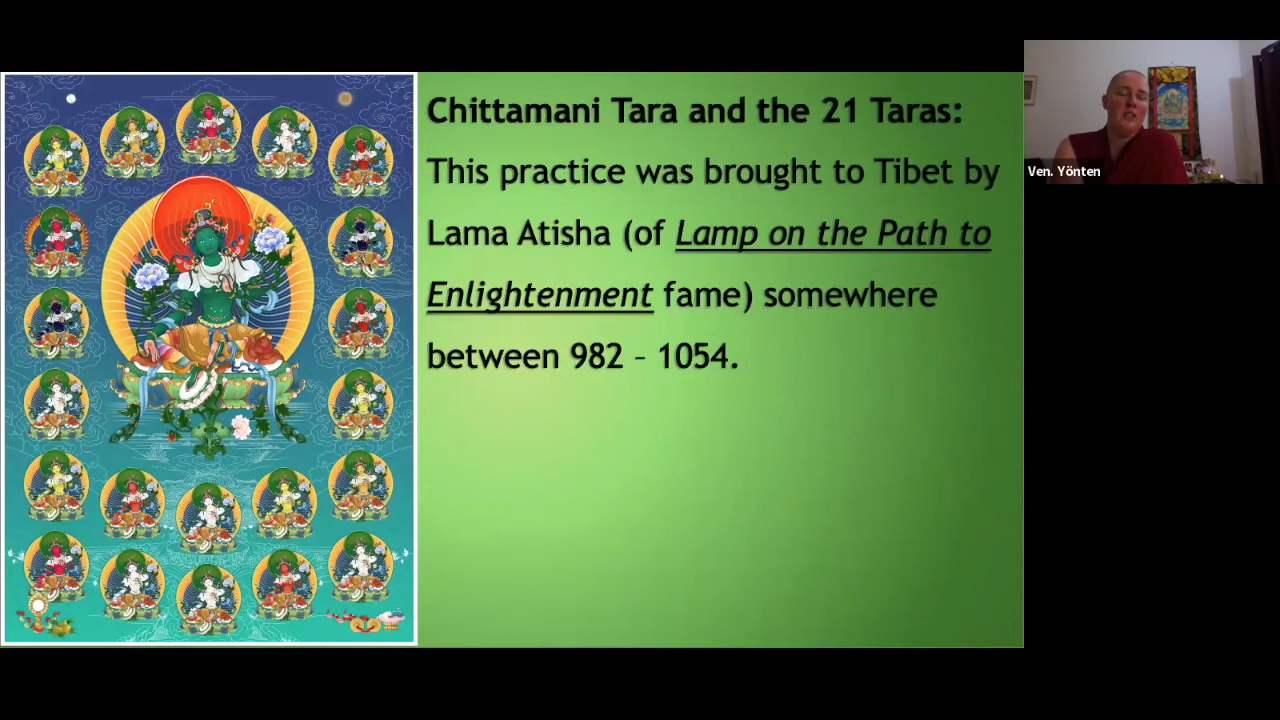 Chittamani Tara and the 21 Taras:
This practice was brought to Tibet by
Lama Atisha (of Lamp on the Path to
Enlightenment fame) somewhere
between 982 – 1054.
Ven. Yönten